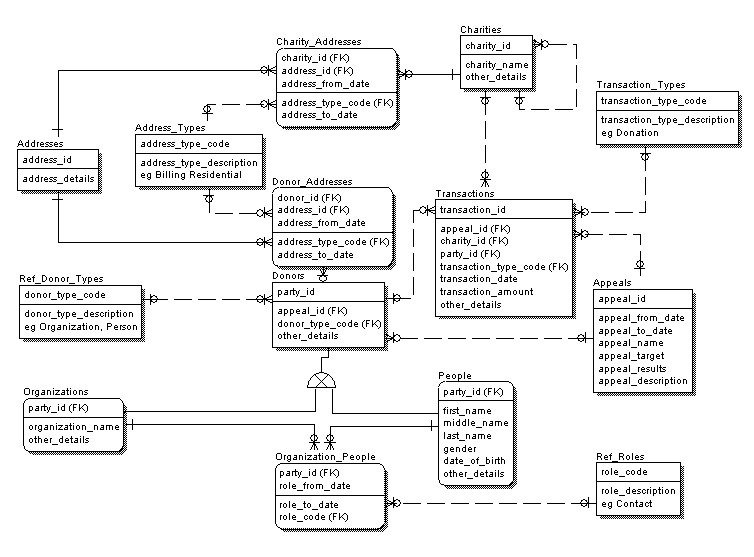 Charity_Addresses
charity_id (FK)
address_id (FK)
address_from_date
address_type_code (FK)
address_to_date
Charities
charity_id
charity_name
other_details
Transaction_Types
transaction_type_code
transaction_type_description
eg Donation
Address_Types
address_type_code
address_type_description
eg Billing Residential
Addresses
address_id
address_details
Donor_Addresses
donor_id (FK)
address_id (FK)
address_from_date
address_type_code (FK)
address_to_date
Transactions
transaction_id
appeal_id (FK)
charity_id (FK)
party_id (FK)
transaction_type_code (FK)
transaction_date
transaction_amount
other_details
Ref_Donor_Types
donor_type_code
donor_type_description
eg Organization, Person
Donors
party_id
appeal_id (FK)
donor_type_code (FK)
other_details
Appeals
appeal_id
appeal_from_date
appeal_to_date
appeal_name
appeal_target
appeal_results
appeal_description
Organizations
party_id (FK)
organization_name
other_details
People
party_id (FK)
first_name
middle_name
last_name
gender
date_of_birth
other_details
Organization_People
party_id (FK)
role_from_date
role_to_date
role_code (FK)
Ref_Roles
role_code
role_description
eg Contact